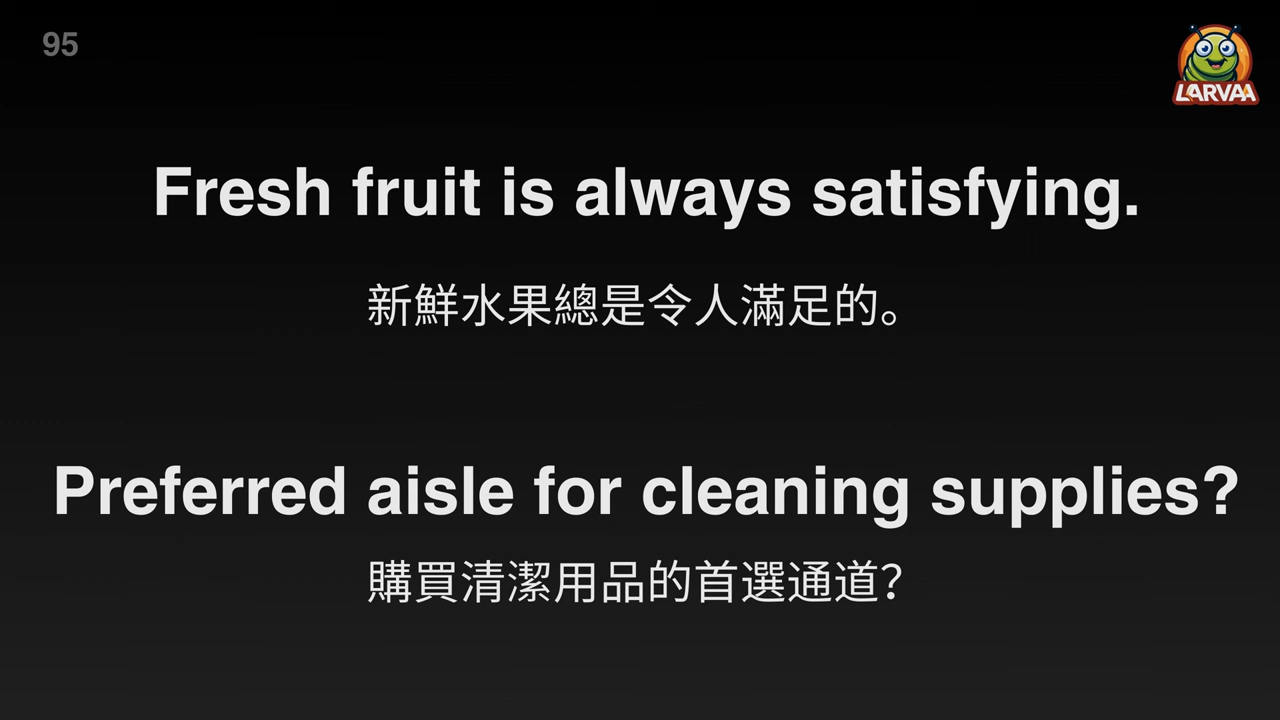 95
LARVAA
Fresh fruit is always satisfying.
新鮮水果總是令人滿足的。
Preferred aisle for cleaning supplies?
購買清潔用品的首選通道?